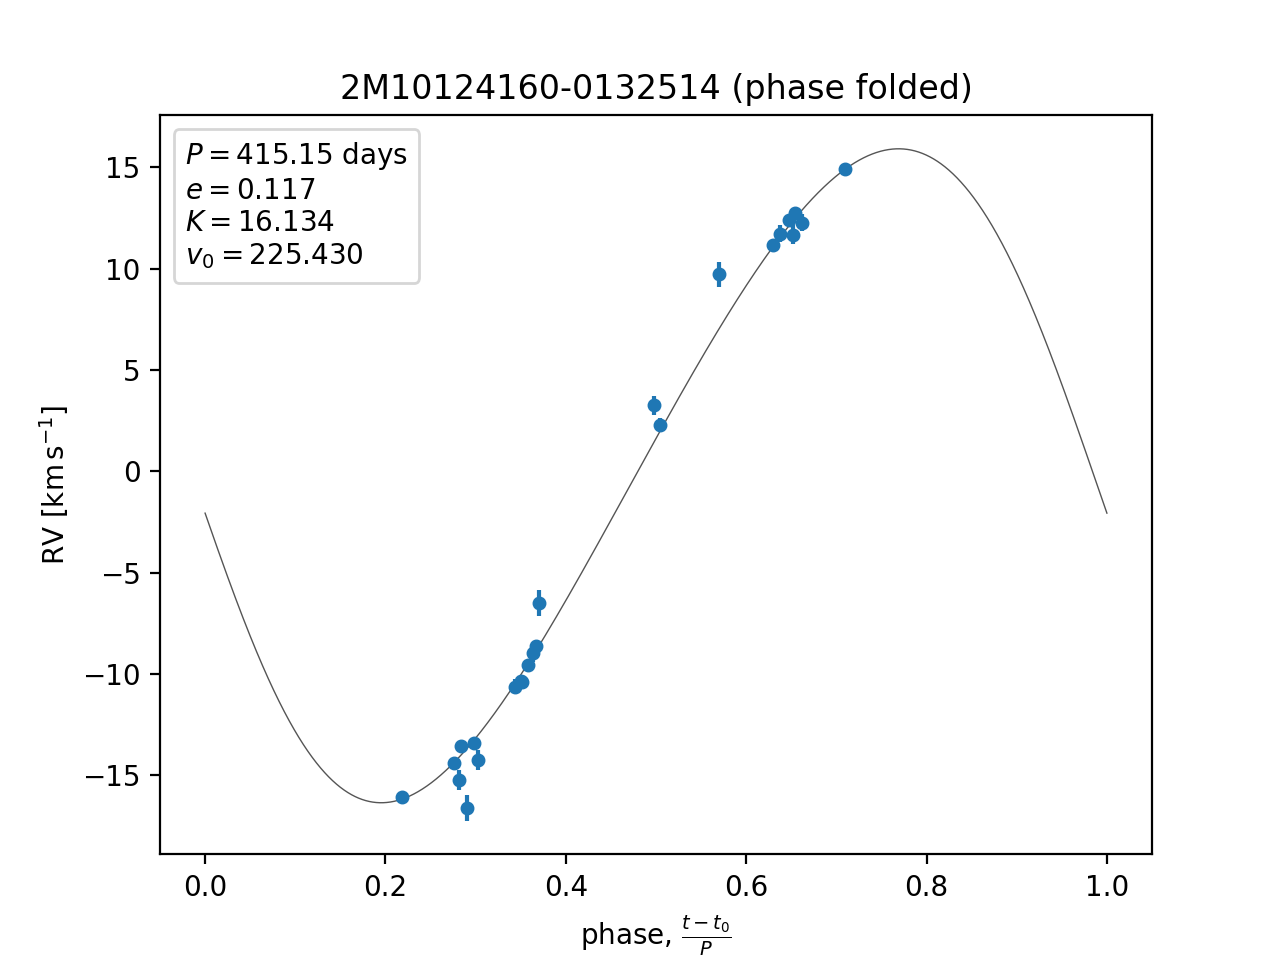 2M10124160-0132514 (phase folded)
P = 415.15 days
e = 0.117
K = 16.134
v₀ = 225.430
15
10
5
0
−5
−10
−15
RV [km s⁻¹]
0.0 0.2 0.4 0.6 0.8 1.0
phase, (t − t₀)/P